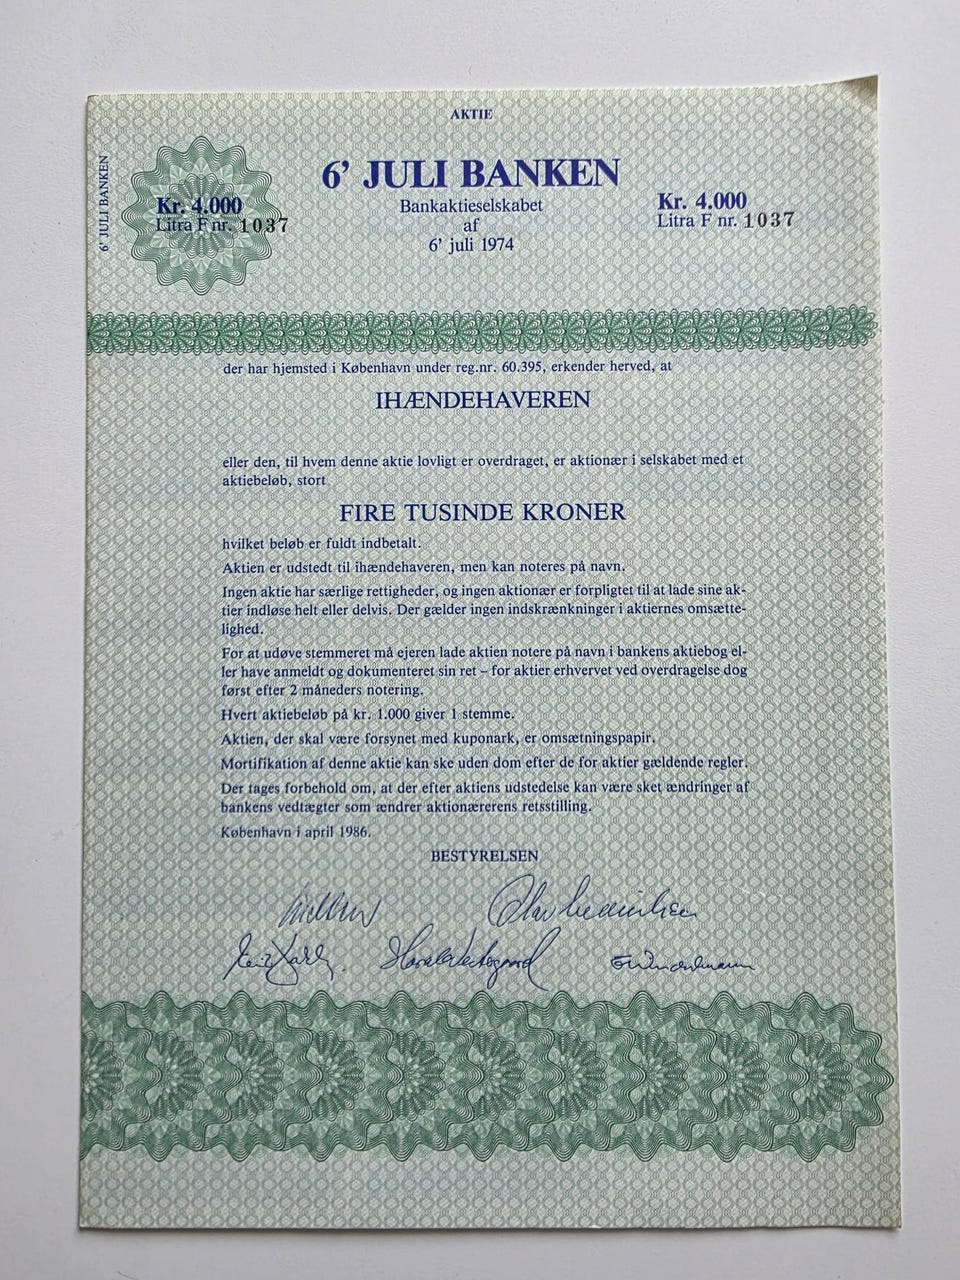 AKTIE
6' JULI BANKEN
6' JULI BANKEN
Bankaktieselskabet
af
6' juli 1974
Kr. 4.000
Litra F nr. 1037
Kr. 4.000
Litra F nr. 1037
der har hjemsted i København under reg.nr. 60.395, erkender herved, at
IHÆNDEHAVEREN
eller den, til hvem denne aktie lovligt er overdraget, er aktionær i selskabet med et
aktiebeløb, stort
FIRE TUSINDE KRONER
hvilket beløb er fuldt indbetalt.
Aktien er udstedt til ihændehaveren, men kan noteres på navn.
Ingen aktie har særlige rettigheder, og ingen aktionær er forpligtet til at lade sine ak-
tier indløse helt eller delvis. Der gælder ingen indskrænkninger i aktiernes omsætte-
lighed.
For at udøve stemmeret må ejeren lade aktien notere på navn i bankens aktiebog el-
ler have anmeldt og dokumenteret sin ret – for aktier erhvervet ved overdragelse dog
først efter 2 måneders notering.
Hvert aktiebeløb på kr. 1.000 giver 1 stemme.
Aktien, der skal være forsynet med kuponark, er omsætningspapir.
Mortifikation af denne aktie kan ske uden dom efter de for aktier gældende regler.
Der tages forbehold om, at der efter aktiens udstedelse kan være sket ændringer af
bankens vedtægter som ændrer aktionærerens retsstilling.
København i april 1986.
BESTYRELSEN